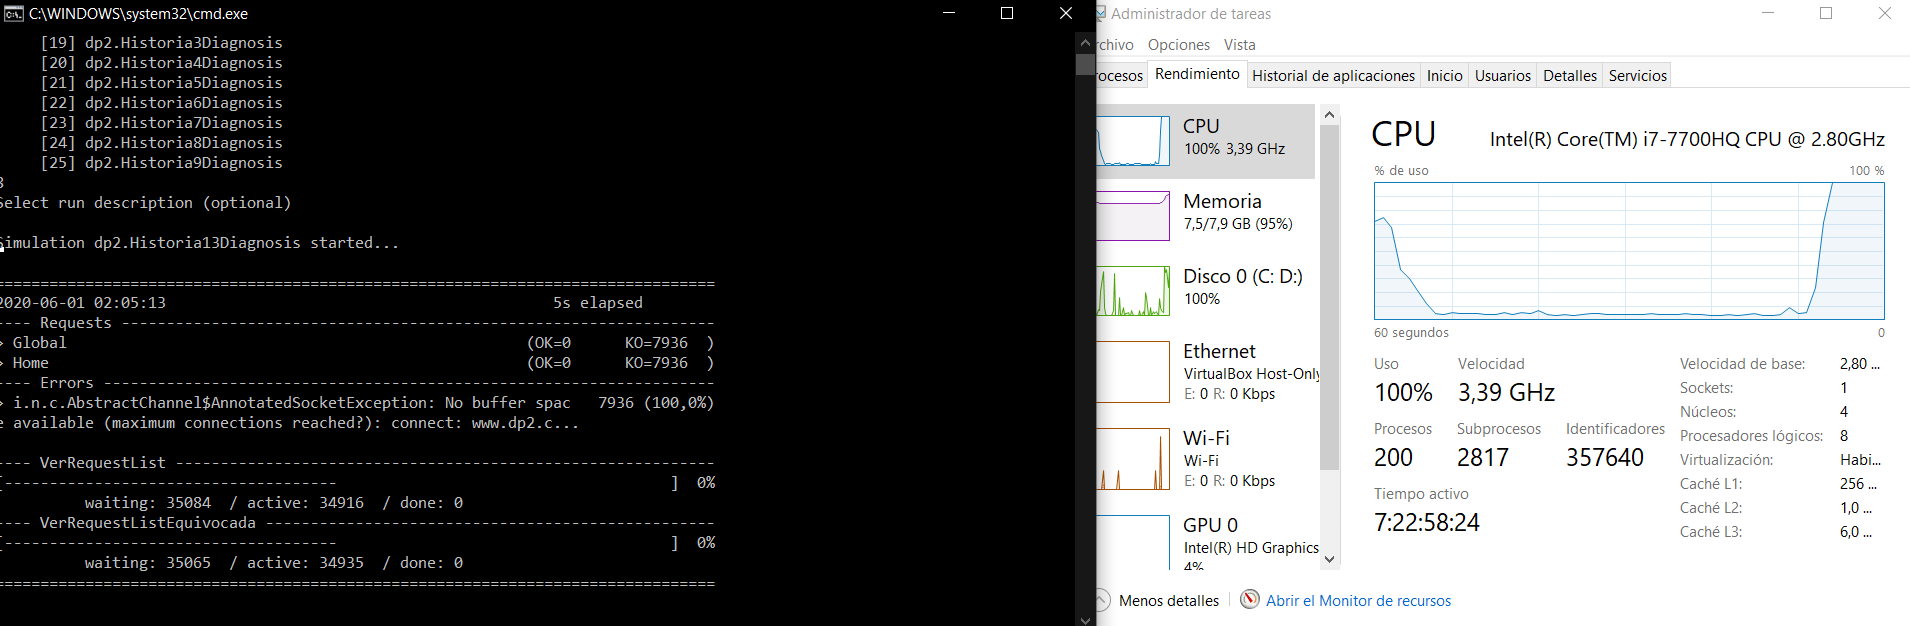 C:\WINDOWS\system32\cmd.exe
[19] dp2.Historia3Diagnosis
[20] dp2.Historia4Diagnosis
[21] dp2.Historia5Diagnosis
[22] dp2.Historia6Diagnosis
[23] dp2.Historia7Diagnosis
[24] dp2.Historia8Diagnosis
[25] dp2.Historia9Diagnosis
3
Select run description (optional)
Simulation dp2.Historia13Diagnosis started...
================================================================================
2020-06-01 02:05:13 5s elapsed
---- Requests ------------------------------------------------------------------
> Global (OK=0 KO=7936 )
> Home (OK=0 KO=7936 )
---- Errors --------------------------------------------------------------------
> i.n.c.AbstractChannel$AnnotatedSocketException: No buffer spac 7936 (100,0%)
e available (maximum connections reached?): connect: www.dp2.c...
---- VerRequestList ------------------------------------------------------------
[-------------------------------------                                     ] 0%
waiting: 35084 / active: 34916 / done: 0
---- VerRequestListEquivocada --------------------------------------------------
[-------------------------------------                                     ] 0%
waiting: 35065 / active: 34935 / done: 0
================================================================================
Administrador de tareas
rchivo Opciones Vista
rocesos Rendimiento Historial de aplicaciones Inicio Usuarios Detalles Servicios
CPU
100% 3,39 GHz
Memoria
7,5/7,9 GB (95%)
Disco 0 (C: D:)
100%
Ethernet
VirtualBox Host-Only
E: 0 R: 0 Kbps
Wi-Fi
Wi-Fi
E: 0 R: 0 Kbps
GPU 0
Intel(R) HD Graphics
4%
CPU Intel(R) Core(TM) i7-7700HQ CPU @ 2.80GHz
% de uso 100 %
60 segundos 0
Uso Velocidad
100% 3,39 GHz
Procesos Subprocesos Identificadores
200 2817 357640
Tiempo activo
7:22:58:24
Velocidad de base: 2,80 ...
Sockets: 1
Núcleos: 4
Procesadores lógicos: 8
Virtualización: Habi...
Caché L1: 256 ...
Caché L2: 1,0 ...
Caché L3: 6,0 ...
Menos detalles Abrir el Monitor de recursos